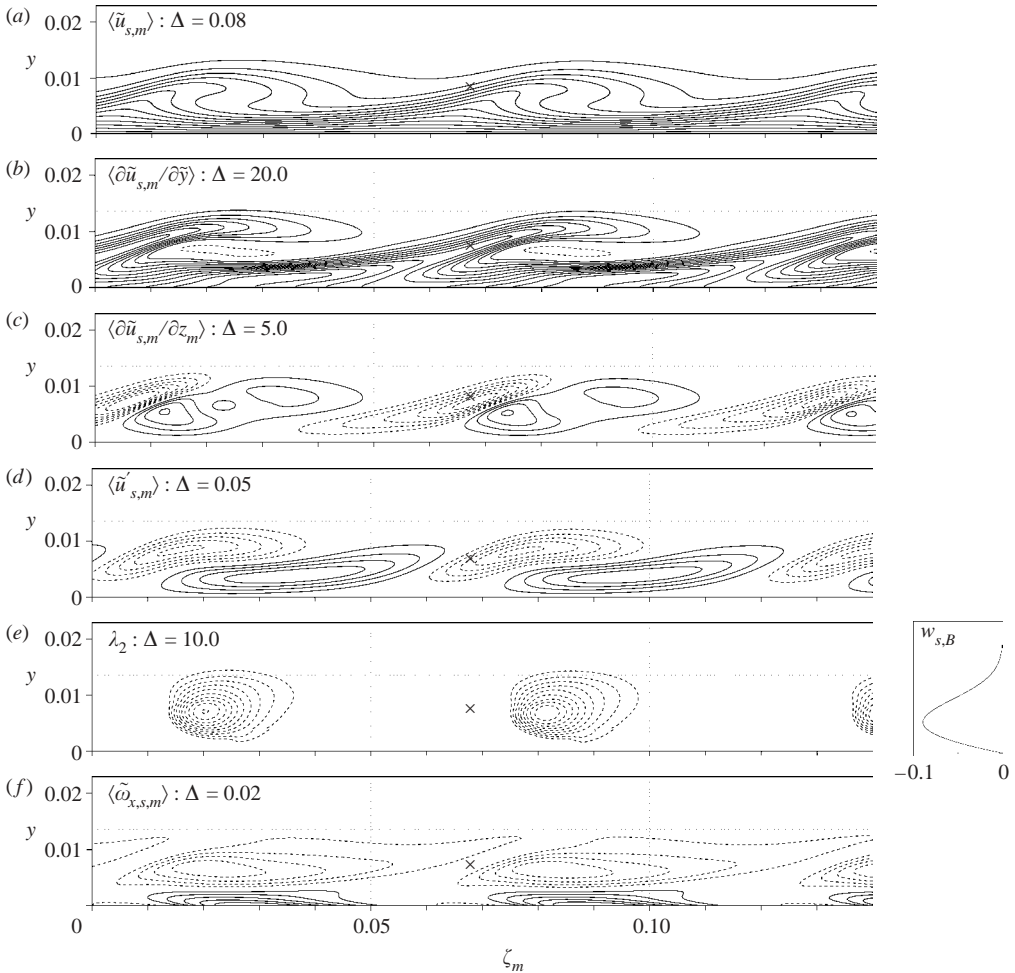 (a)
0.02
⟨ũ_{s,m}⟩ : Δ = 0.08
y
0.01
0
(b)
0.02
⟨∂ũ_{s,m}/∂ỹ⟩ : Δ = 20.0
y
0.01
0
(c)
0.02
⟨∂ũ_{s,m}/∂z_m⟩ : Δ = 5.0
y
0.01
0
(d)
0.02
⟨ũ′_{s,m}⟩ : Δ = 0.05
y
0.01
0
(e)
0.02
λ_2 : Δ = 10.0
y
0.01
0
w_{s,B}
−0.1 0
(f)
0.02
⟨ω̃_{x,s,m}⟩ : Δ = 0.02
y
0.01
0 0.05 0.10
ζ_m